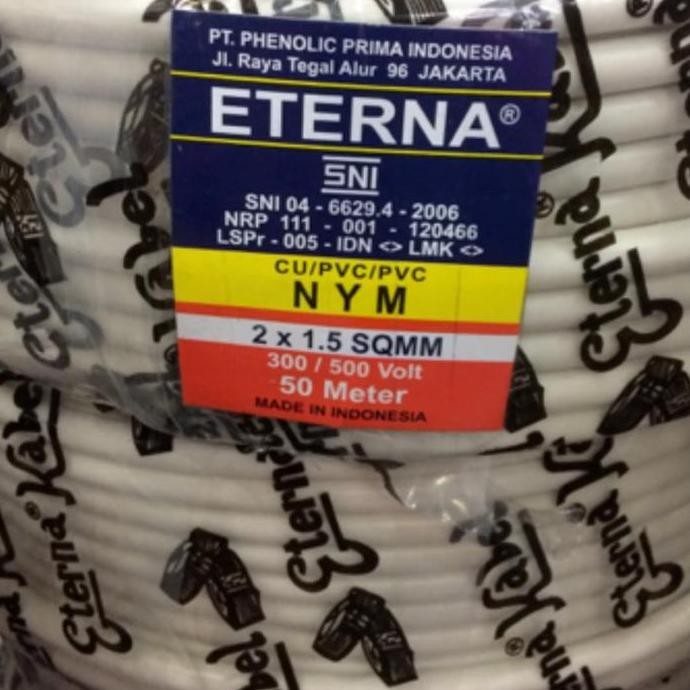 PT. PHENOLIC PRIMA INDONESIA
Jl. Raya Tegal Alur 96 JAKARTA
ETERNA®
SNI
SNI 04 - 6629.4 - 2006
NRP 111 - 001 - 120466
LSPr - 005 - IDN <> LMK <>
CU/PVC/PVC
N Y M
2 x 1.5 SQMM
300 / 500 Volt
50 Meter
MADE IN INDONESIA
Eterna® Kabel
Eterna® Kabel
Eterna® Kabel
Eterna
Eterna® Kabel
Kabel